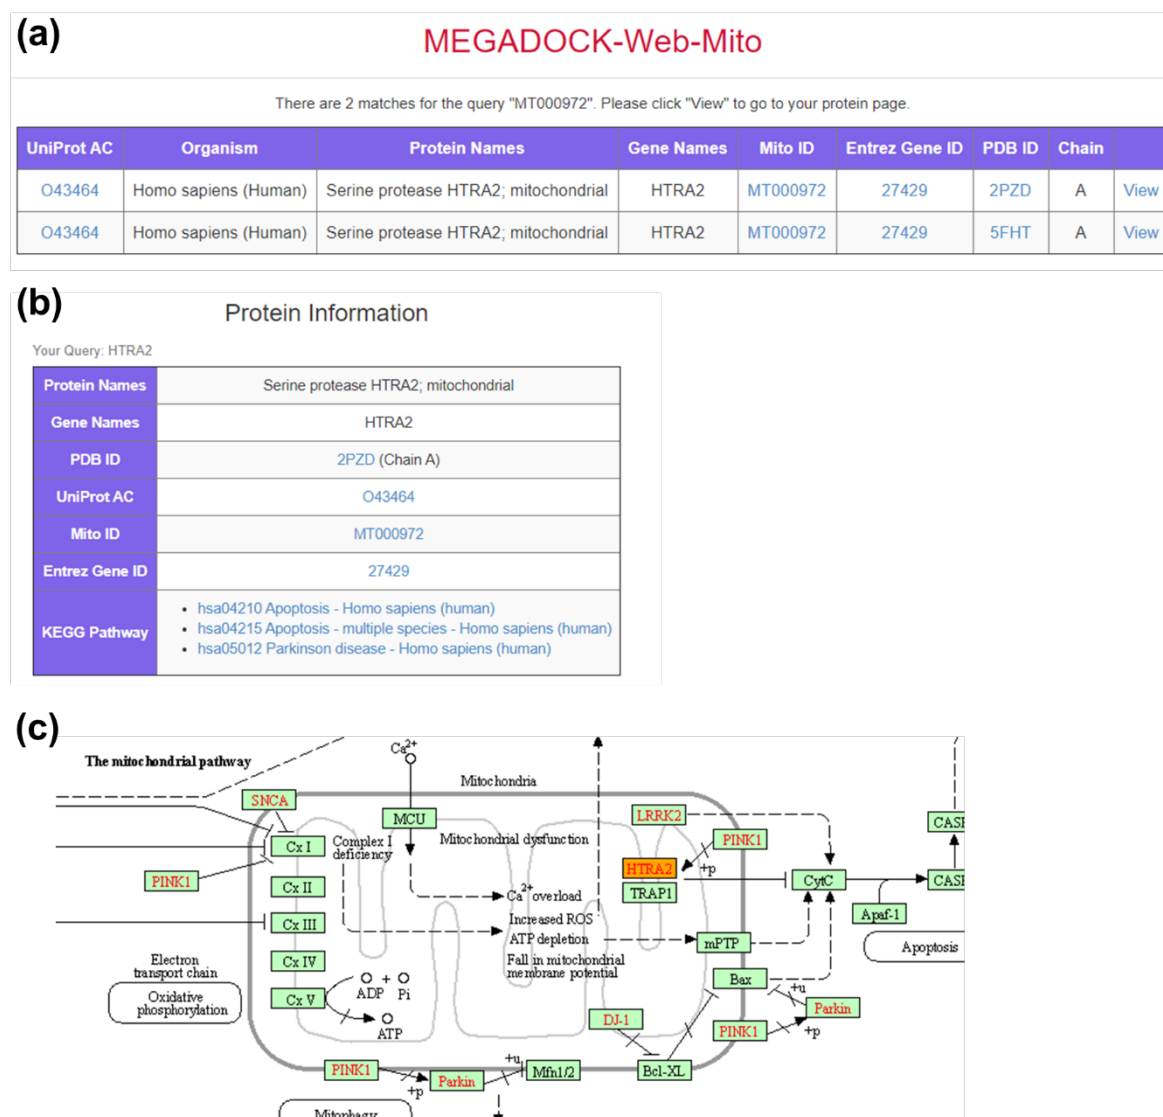 (a)
MEGADOCK-Web-Mito
There are 2 matches for the query "MT000972". Please click "View" to go to your protein page.
UniProt AC Organism Protein Names Gene Names Mito ID Entrez Gene ID PDB ID Chain
O43464 Homo sapiens (Human) Serine protease HTRA2; mitochondrial HTRA2 MT000972 27429 2PZD A View
O43464 Homo sapiens (Human) Serine protease HTRA2; mitochondrial HTRA2 MT000972 27429 5FHT A View
(b)
Protein Information
Your Query: HTRA2
Protein Names Serine protease HTRA2; mitochondrial
Gene Names HTRA2
PDB ID 2PZD (Chain A)
UniProt AC O43464
Mito ID MT000972
Entrez Gene ID 27429
KEGG Pathway
• hsa04210 Apoptosis - Homo sapiens (human)
• hsa04215 Apoptosis - multiple species - Homo sapiens (human)
• hsa05012 Parkinson disease - Homo sapiens (human)
(c)
The mitochondrial pathway
Ca2+
Mitochondria
SNCA
MCU
LRRK2
CASP
Cx I
Complex I
deficiency
Mitochondrial dysfunction
PINK1
+p
HTRA2
TRAP1
CytC
CASP
PINK1
Cx II
Ca2+ overload
Apaf-1
Cx III
Increased ROS
ATP depletion
Fall in mitochondrial
membrane potential
mPTP
Apoptosis
Electron
transport chain
Cx IV
Oxidative
phosphorylation
Cx V
ADP + Pi
ATP
Bax
+u
Parkin
DJ-1
PINK1
+p
PINK1
+p
Parkin
+u
Mfn1/2
Bcl-XL
Mitophagy